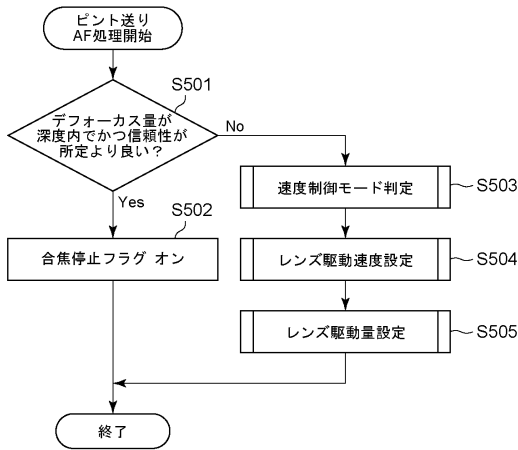 ピント送り
AF処理開始
S501
デフォーカス量が
深度内でかつ信頼性が
所定より良い？
No
Yes
S502
合焦停止フラグ オン
速度制御モード判定
S503
レンズ駆動速度設定
S504
レンズ駆動量設定
S505
終了